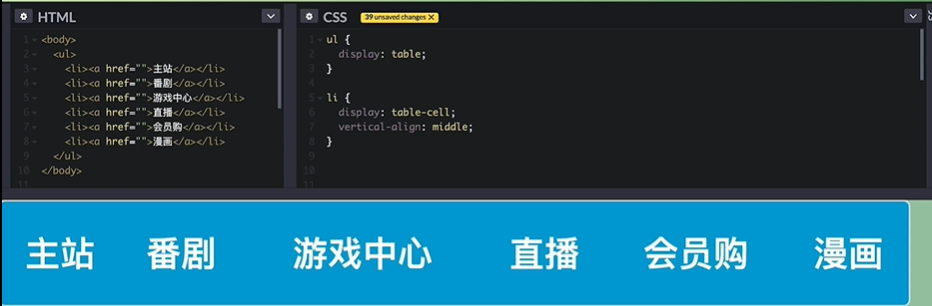 HTML
1 <body>
2 <ul>
3 <li><a href="">主站</a></li>
4 <li><a href="">番剧</a></li>
5 <li><a href="">游戏中心</a></li>
6 <li><a href="">直播</a></li>
7 <li><a href="">会员购</a></li>
8 <li><a href="">漫画</a></li>
9 </ul>
10 </body>
11
CSS 39 unsaved changes X
1 ul {
2 display: table;
3 }
4
5 li {
6 display: table-cell;
7 vertical-align: middle;
8 }
9
10
11
主站 番剧 游戏中心 直播 会员购 漫画